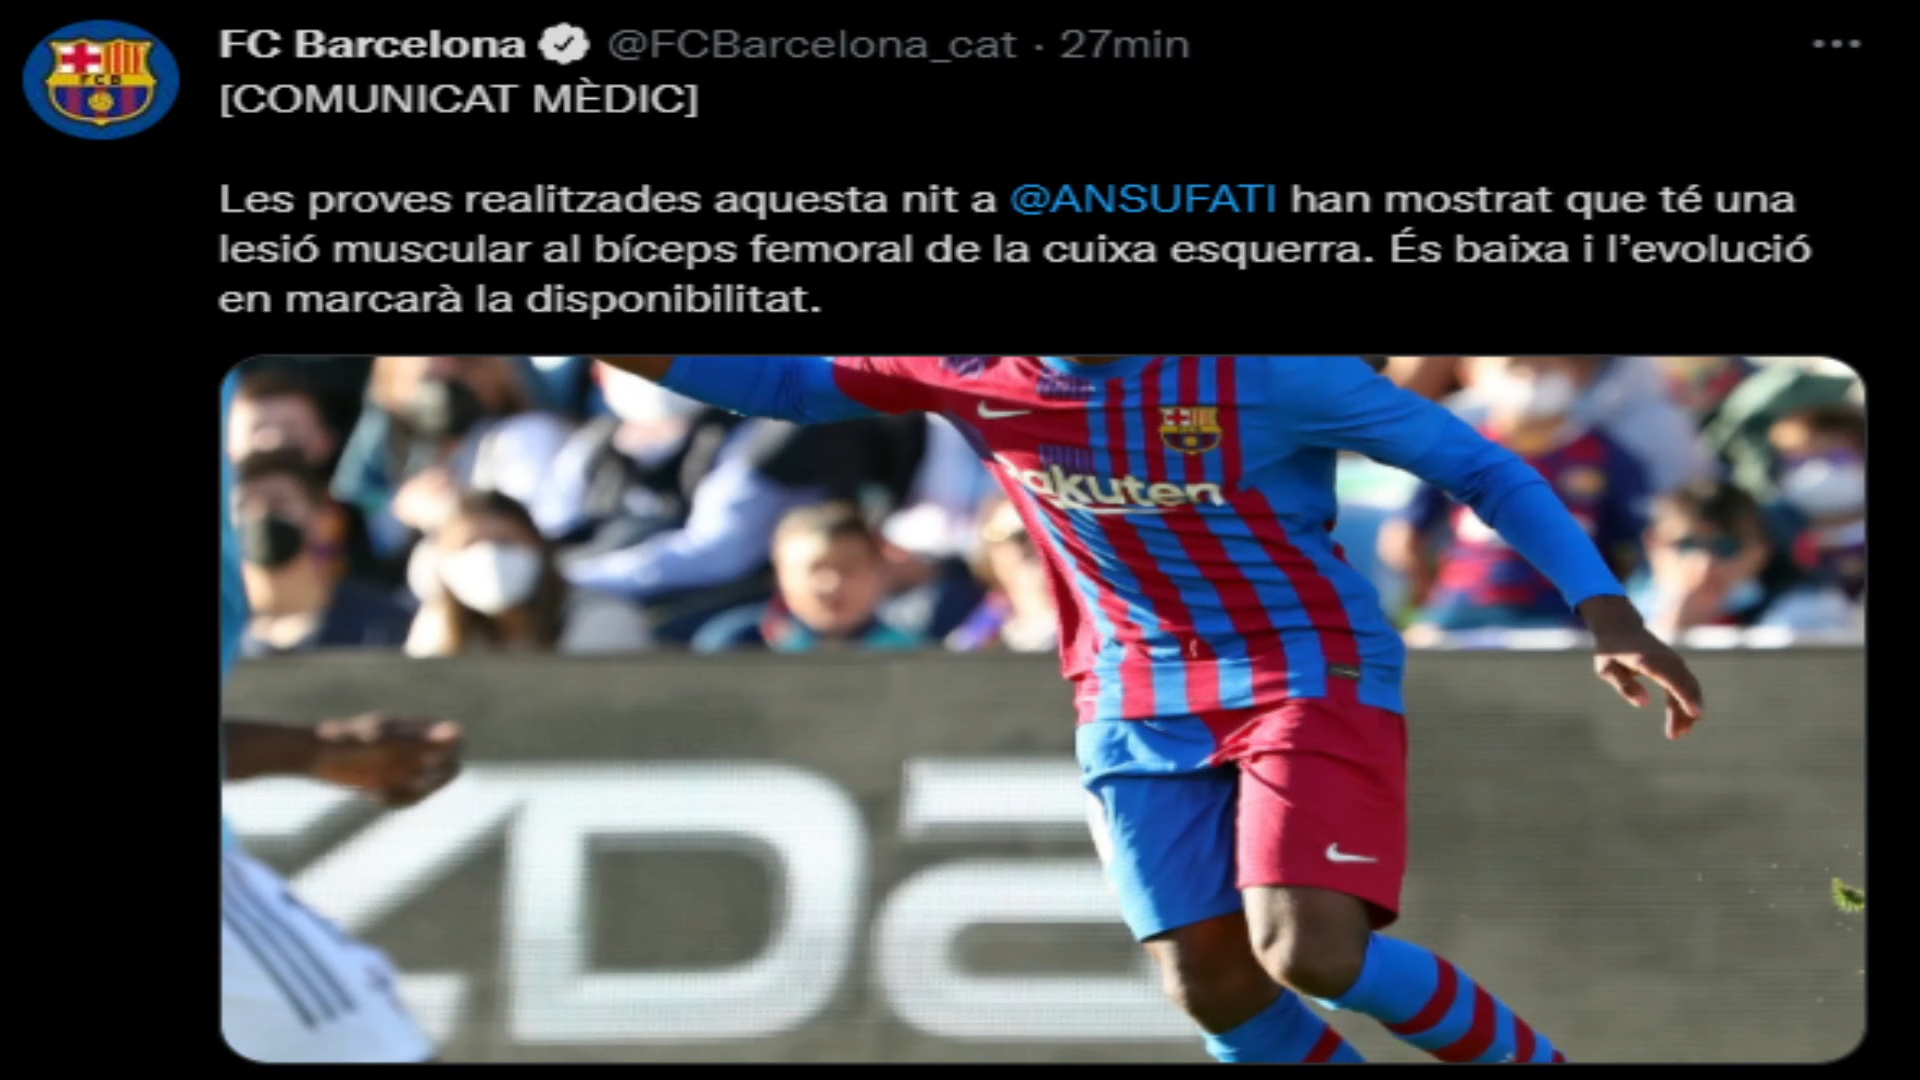 FC Barcelona @FCBarcelona_cat · 27min
[COMUNICAT MÈDIC]
Les proves realitzades aquesta nit a @ANSUFATI han mostrat que té una
lesió muscular al bíceps femoral de la cuixa esquerra. És baixa i l’evolució
en marcarà la disponibilitat.
FCB
Rakuten